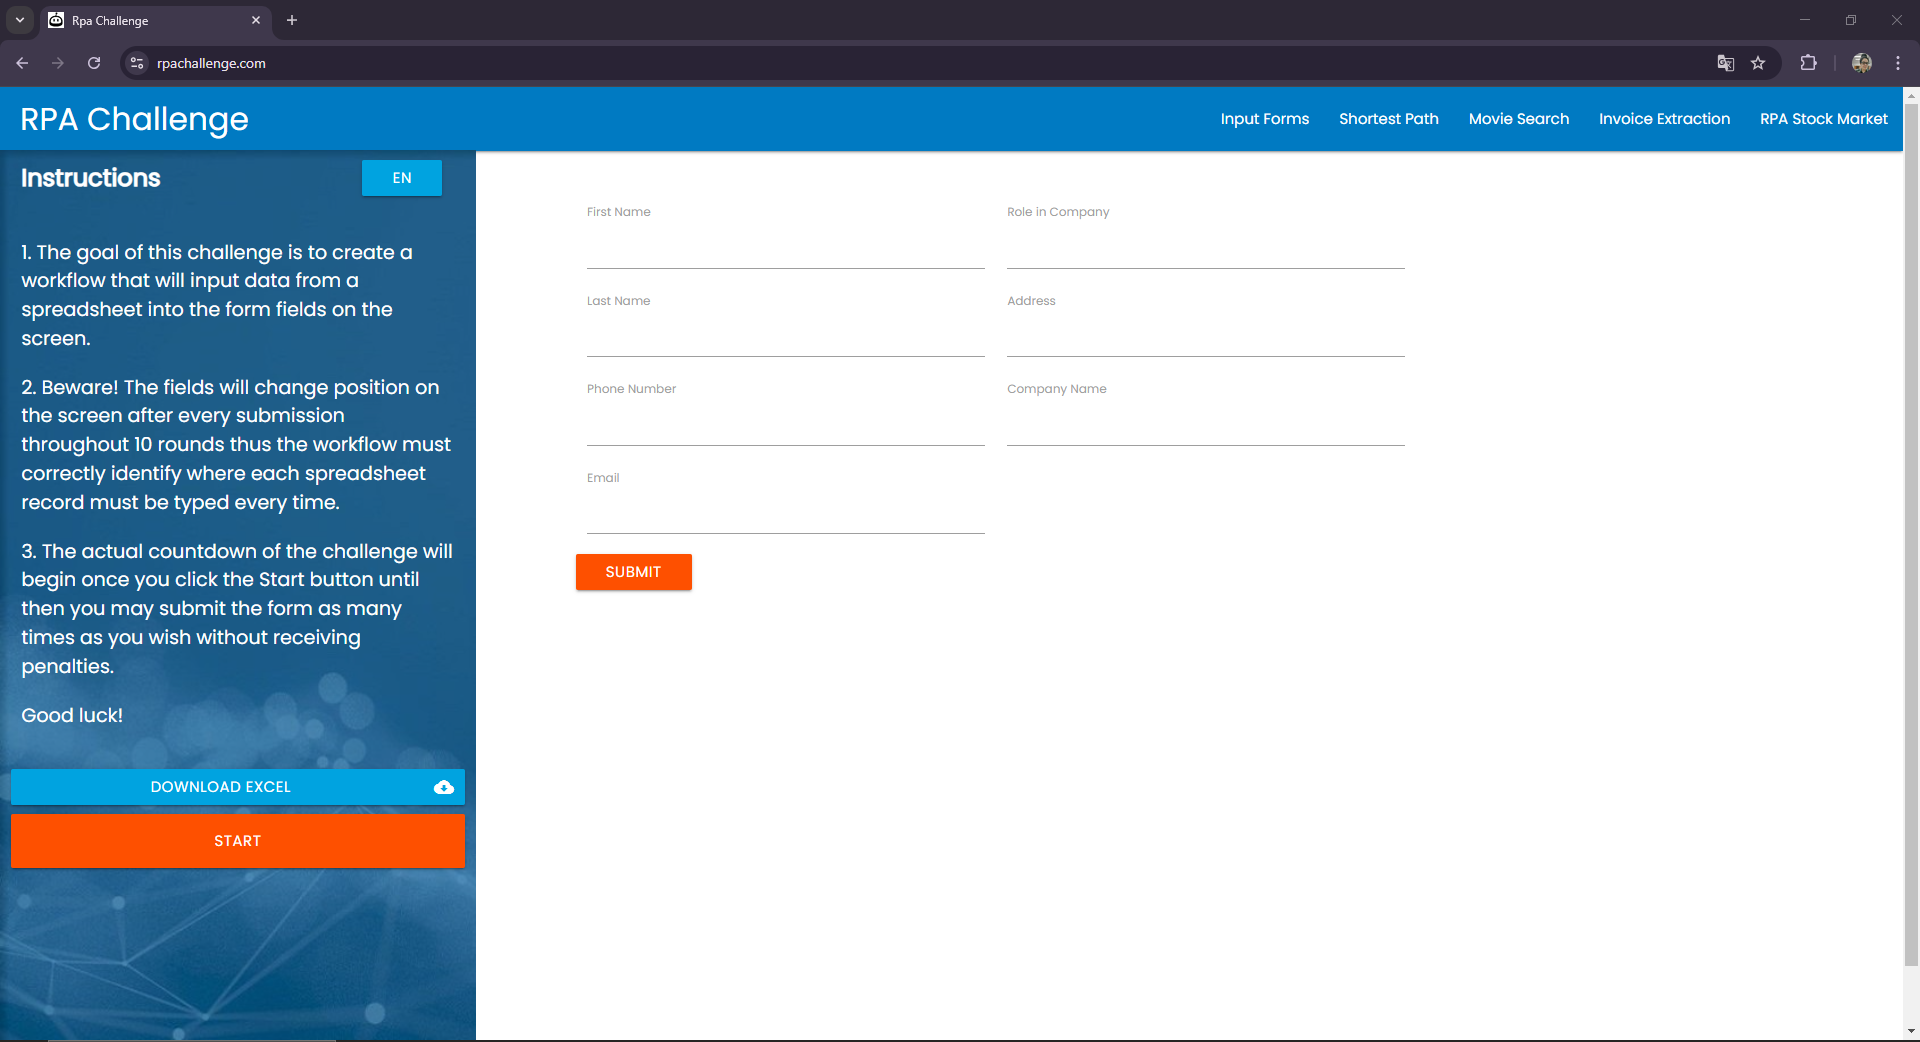 Rpa Challenge
rpachallenge.com
RPA Challenge
Input Forms
Shortest Path
Movie Search
Invoice Extraction
RPA Stock Market
Instructions
EN
1. The goal of this challenge is to create a
workflow that will input data from a
spreadsheet into the form fields on the
screen.
2. Beware! The fields will change position on
the screen after every submission
throughout 10 rounds thus the workflow must
correctly identify where each spreadsheet
record must be typed every time.
3. The actual countdown of the challenge will
begin once you click the Start button until
then you may submit the form as many
times as you wish without receiving
penalties.
Good luck!
DOWNLOAD EXCEL
START
First Name
Role in Company
Last Name
Address
Phone Number
Company Name
Email
SUBMIT